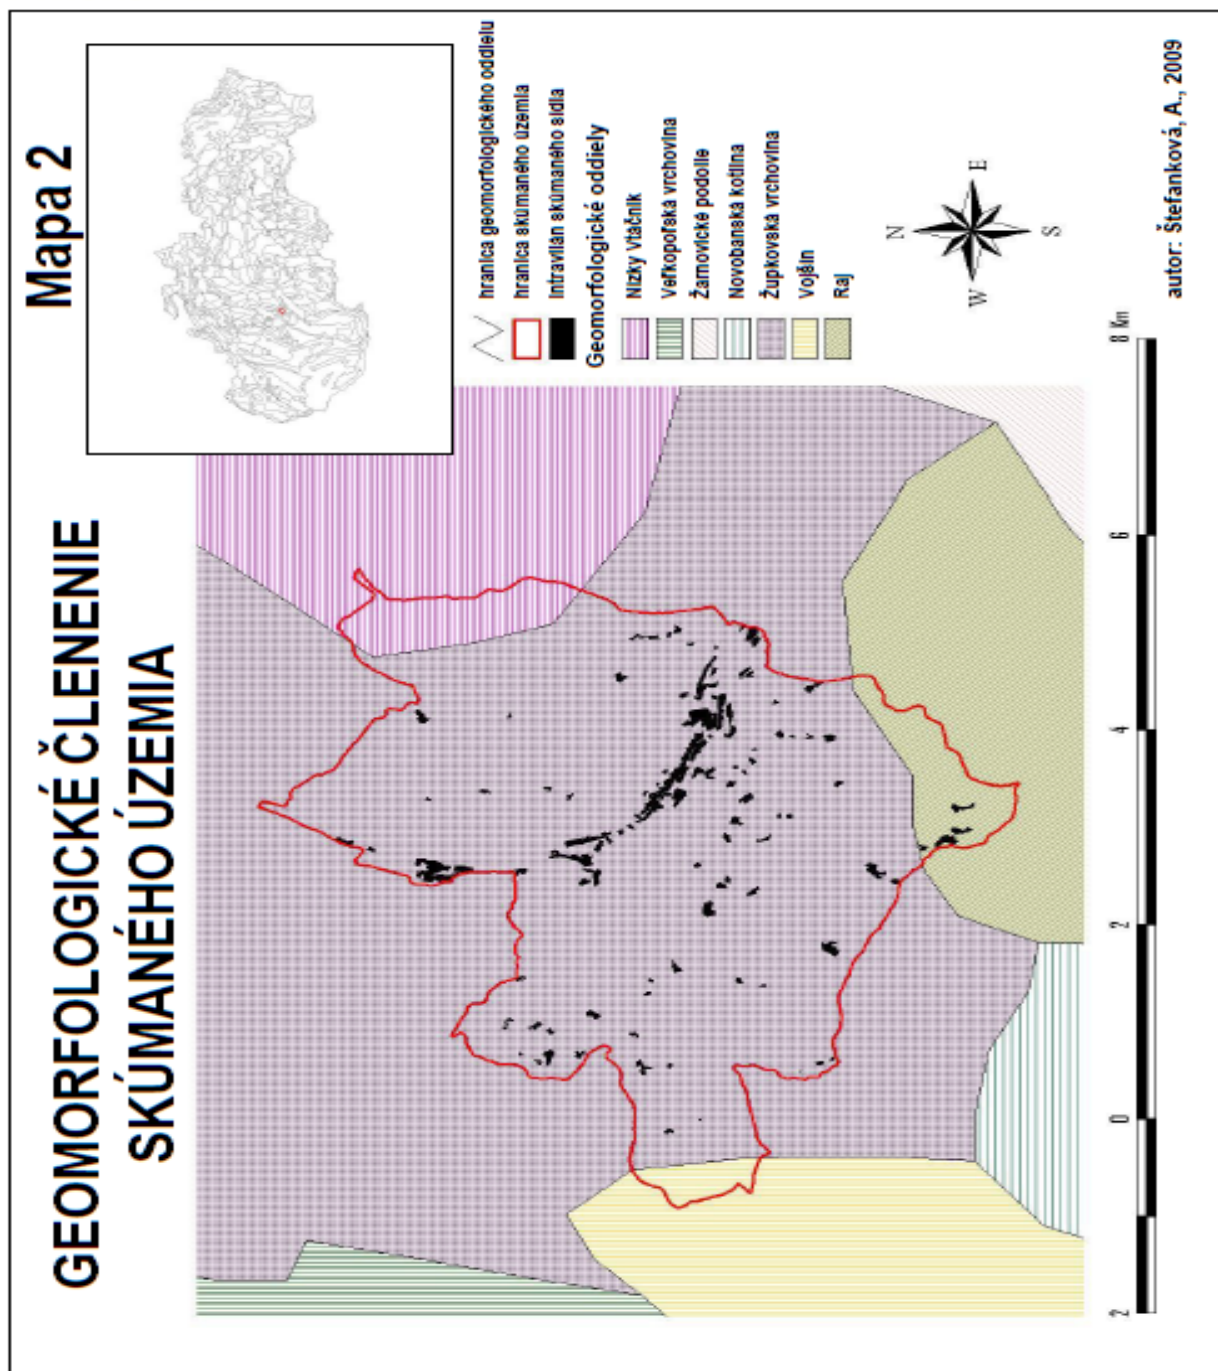 Mapa 2
GEOMORFOLOGICKÉ ČLENENIE
SKÚMANÉHO ÚZEMIA
hranica geomorfologického oddielu
hranica skúmaného územia
Intravilán skúmaného sídla
Geomorfologické oddiely
Nízky Vtáčnik
Veľkopoľská vrchovina
Žarnovické podolie
Novobanská kotlina
Župkovská vrchovina
Vojšín
Raj
N
W
E
S
2 0 2 4 6 8 Km
autor: Štefanková, A., 2009